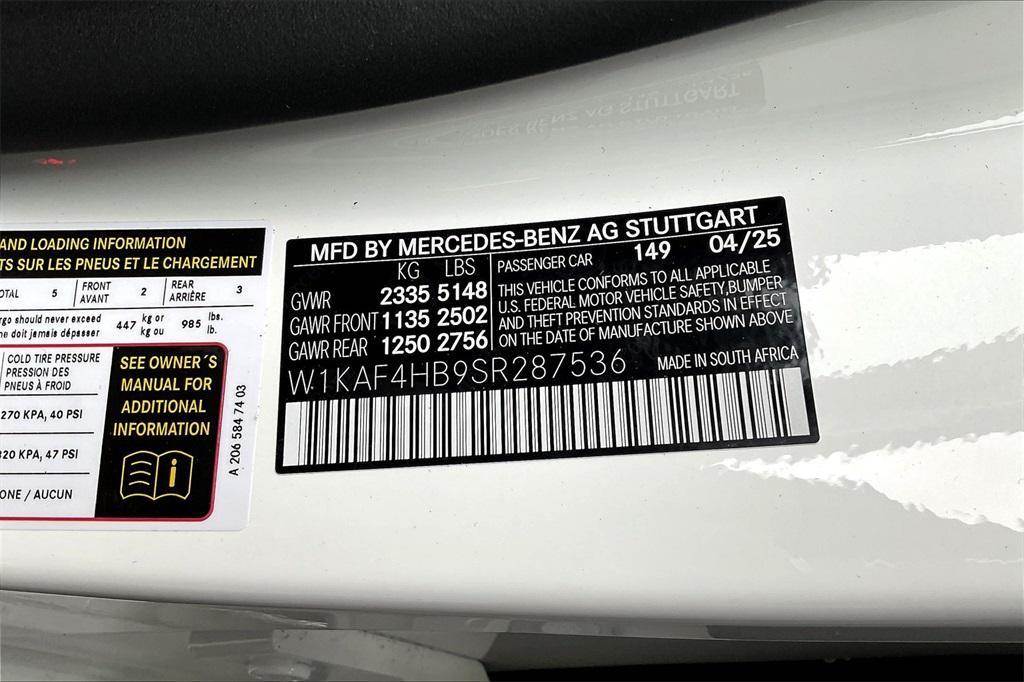 AND LOADING INFORMATION
TS SUR LES PNEUS ET LE CHARGEMENT
OTAL 5 FRONT AVANT 2 REAR ARRIÈRE 3
rgo should never exceed
ne doit jamais dépasser
447 kg or kg ou 985 lbs. lb.
COLD TIRE PRESSURE
PRESSION DES
PNEUS À FROID
270 KPA, 40 PSI
320 KPA, 47 PSI
ONE / AUCUN
SEE OWNER´S
MANUAL FOR
ADDITIONAL
INFORMATION
i
A 206 584 74 03
MFD BY MERCEDES-BENZ AG STUTTGART
KG LBS
GVWR 2335 5148
GAWR FRONT 1135 2502
GAWR REAR 1250 2756
PASSENGER CAR 149 04/25
THIS VEHICLE CONFORMS TO ALL APPLICABLE
U.S. FEDERAL MOTOR VEHICLE SAFETY,BUMPER
AND THEFT PREVENTION STANDARDS IN EFFECT
ON THE DATE OF MANUFACTURE SHOWN ABOVE
W1KAF4HB9SR287536
MADE IN SOUTH AFRICA